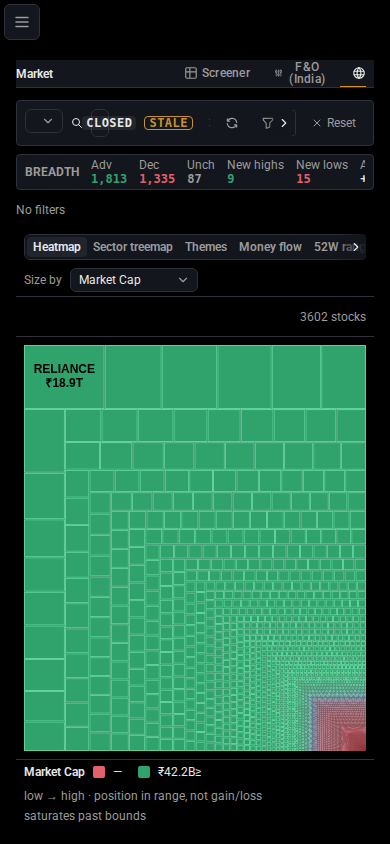 Market
Screener
F&O
(India)
CLOSED
STALE
Reset
BREADTH
Adv
1,813
Dec
1,335
Unch
87
New highs
9
New lows
15
No filters
Heatmap
Sector treemap
Themes
Money flow
52W
Size by
Market Cap
3602 stocks
RELIANCE
₹18.9T
Market Cap
—
₹42.2B≥
low → high · position in range, not gain/loss
saturates past bounds